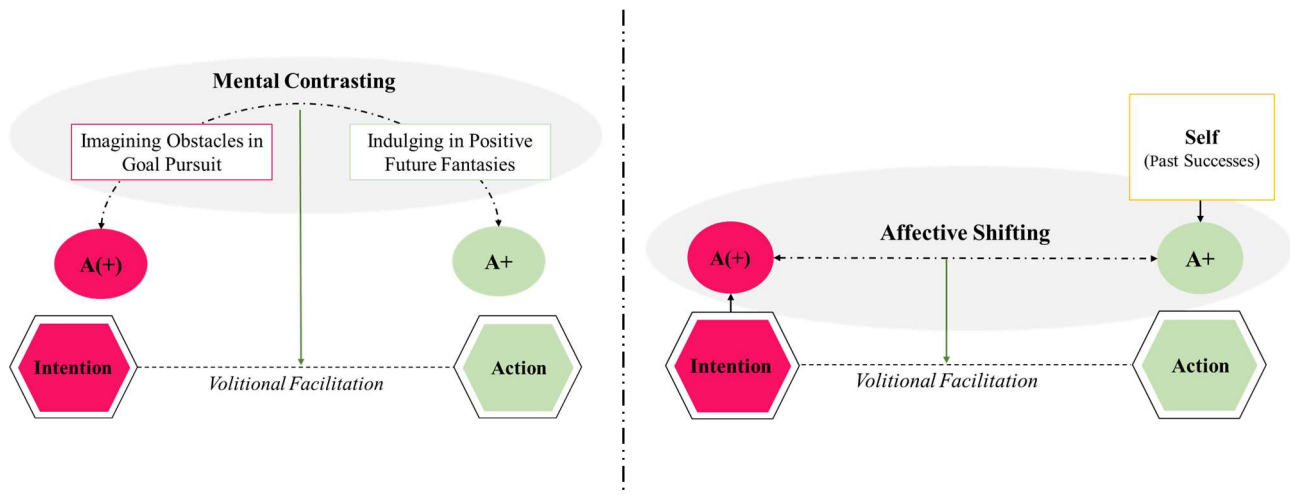 Mental Contrasting
Imagining Obstacles in
Goal Pursuit
Indulging in Positive
Future Fantasies
A(+)
A+
Intention
Action
Volitional Facilitation
Self
(Past Successes)
Affective Shifting
A(+)
A+
Intention
Action
Volitional Facilitation